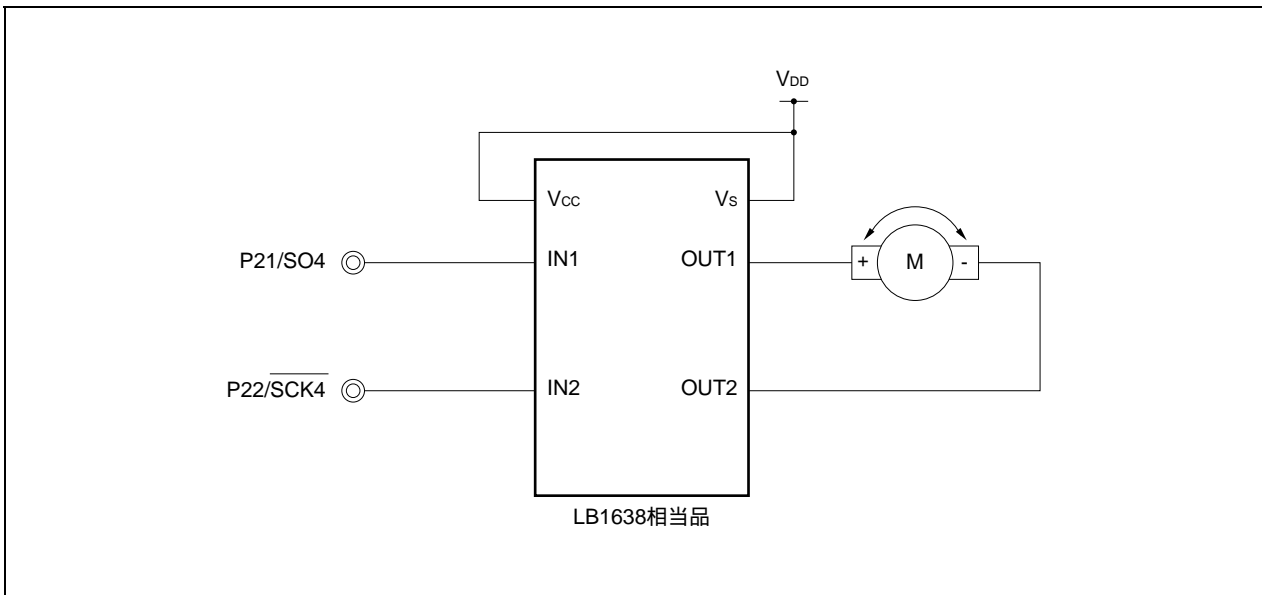 VDD
VCC
VS
P21/SO4
IN1
OUT1
+
M
-
P22/SCK4
IN2
OUT2
LB1638相当品